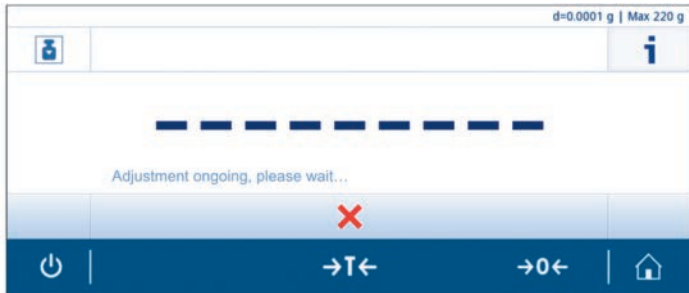 d=0.0001 g | Max 220 g
i
Adjustment ongoing, please wait...
→T← →0←